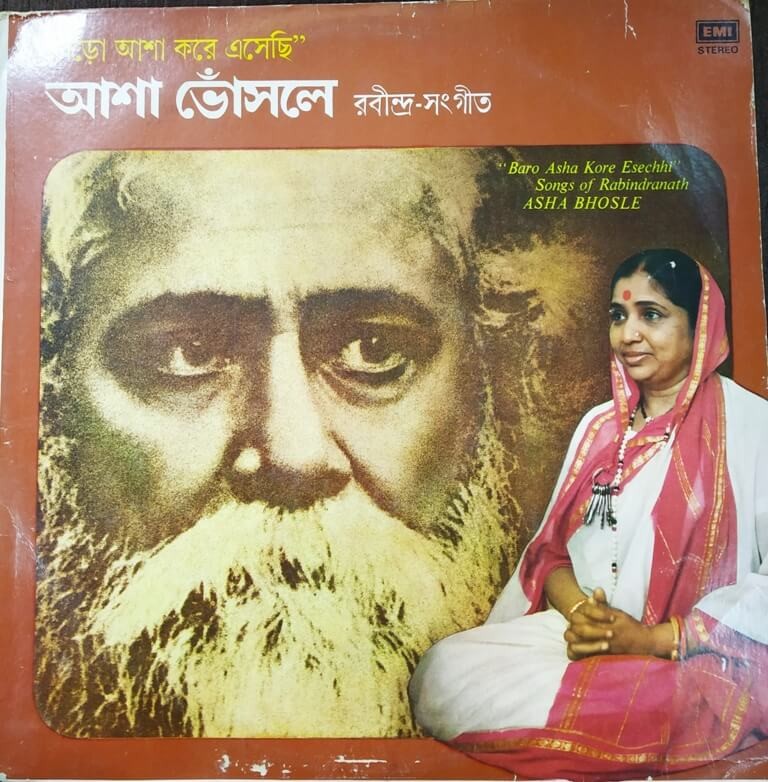 আশা করে এসেছি”
আশা ভোঁসলে রবীন্দ্র-সংগীত
EMI
STEREO
"Baro Asha Kore Esechhi"
Songs of Rabindranath
ASHA BHOSLE